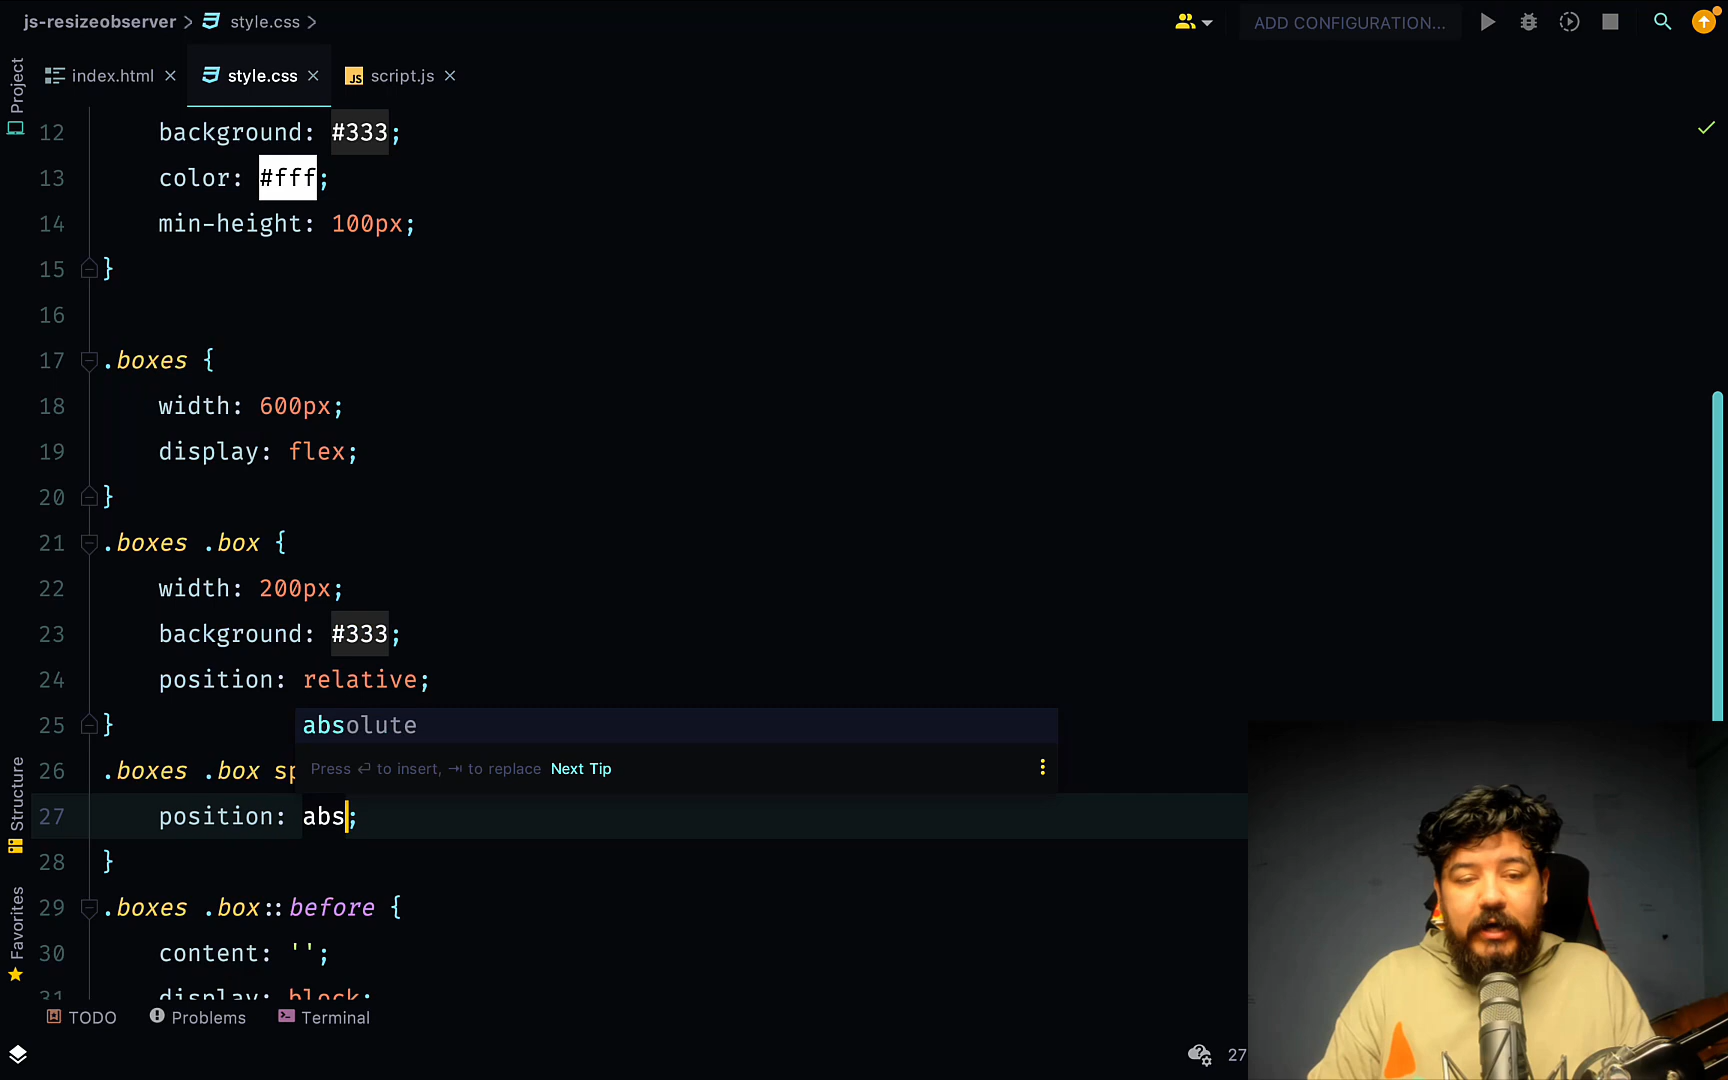 js-resizeobserver > style.css >
ADD CONFIGURATION...
index.html style.css script.js
Project
12 background: #333;
13 color: #fff;
14 min-height: 100px;
15 }
16
17 .boxes {
18 width: 600px;
19 display: flex;
20 }
21 .boxes .box {
22 width: 200px;
23 background: #333;
24 position: relative;
25 }
absolute
Press ↵ to insert, ⇥ to replace Next Tip
26 .boxes .box sp
27 position: abs;
28 }
29 .boxes .box::before {
30 content: '';
31 display: block;
Structure
Favorites
TODO Problems Terminal
27